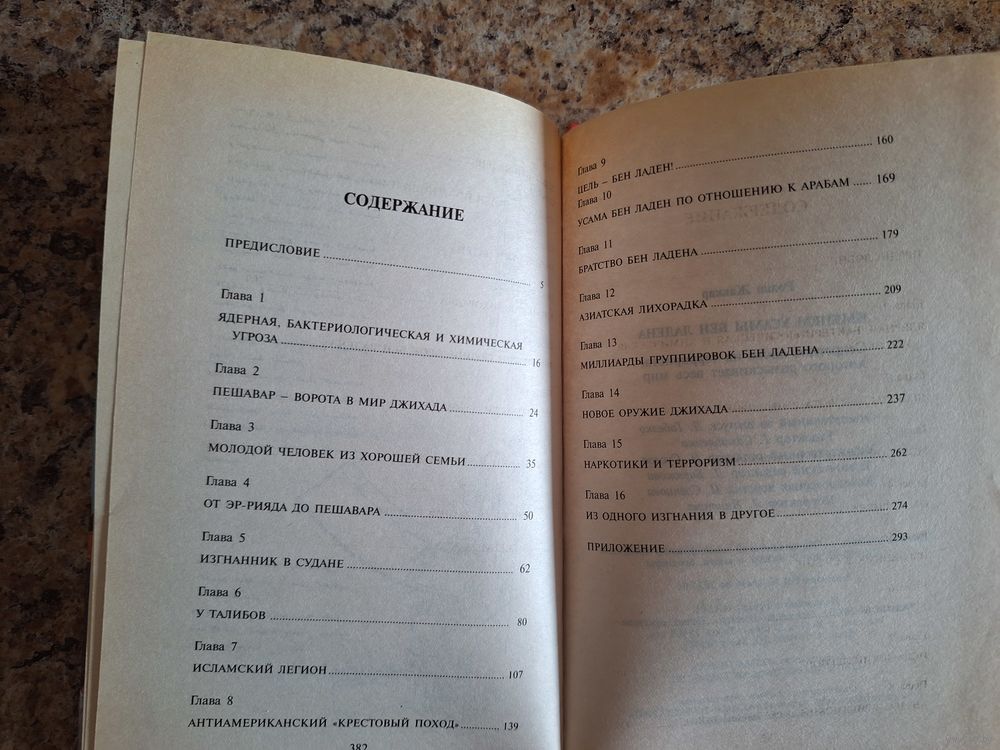 СОДЕРЖАНИЕ
ПРЕДИСЛОВИЕ 5
Глава 1
ЯДЕРНАЯ, БАКТЕРИОЛОГИЧЕСКАЯ И ХИМИЧЕСКАЯ
УГРОЗА 16
Глава 2
ПЕШАВАР – ВОРОТА В МИР ДЖИХАДА 24
Глава 3
МОЛОДОЙ ЧЕЛОВЕК ИЗ ХОРОШЕЙ СЕМЬИ 35
Глава 4
ОТ ЭР-РИЯДА ДО ПЕШАВАРА 50
Глава 5
ИЗГНАННИК В СУДАНЕ 62
Глава 6
У ТАЛИБОВ 80
Глава 7
ИСЛАМСКИЙ ЛЕГИОН 107
Глава 8
АНТИАМЕРИКАНСКИЙ «КРЕСТОВЫЙ ПОХОД» 139
382
Глава 9
ЦЕЛЬ – БЕН ЛАДЕН! 160
Глава 10
УСАМА БЕН ЛАДЕН ПО ОТНОШЕНИЮ К АРАБАМ 169
Глава 11
БРАТСТВО БЕН ЛАДЕНА 179
Глава 12
АЗИАТСКАЯ ЛИХОРАДКА 209
Глава 13
МИЛЛИАРДЫ ГРУППИРОВОК БЕН ЛАДЕНА 222
Глава 14
НОВОЕ ОРУЖИЕ ДЖИХАДА 237
Глава 15
НАРКОТИКИ И ТЕРРОРИЗМ 262
Глава 16
ИЗ ОДНОГО ИЗГНАНИЯ В ДРУГОЕ 274
ПРИЛОЖЕНИЕ 293